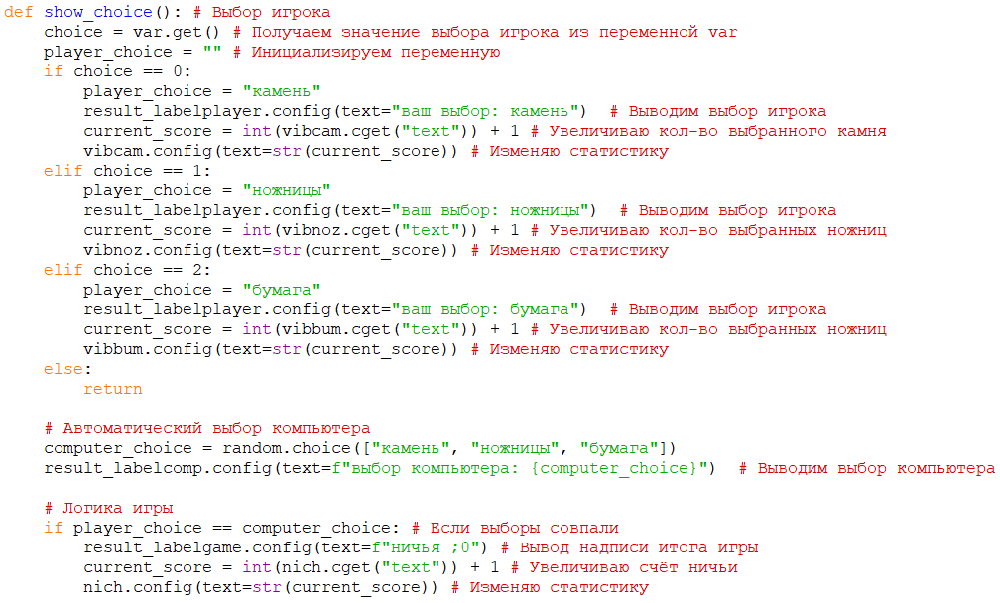 def show_choice(): # Выбор игрока
    choice = var.get() # Получаем значение выбора игрока из переменной var
    player_choice = "" # Инициализируем переменную
    if choice == 0:
        player_choice = "камень"
        result_labelplayer.config(text="ваш выбор: камень")  # Выводим выбор игрока
        current_score = int(vibcam.cget("text")) + 1 # Увеличиваю кол-во выбранного камня
        vibcam.config(text=str(current_score)) # Изменяю статистику
    elif choice == 1:
        player_choice = "ножницы"
        result_labelplayer.config(text="ваш выбор: ножницы")  # Выводим выбор игрока
        current_score = int(vibnoz.cget("text")) + 1 # Увеличиваю кол-во выбранных ножниц
        vibnoz.config(text=str(current_score)) # Изменяю статистику
    elif choice == 2:
        player_choice = "бумага"
        result_labelplayer.config(text="ваш выбор: бумага")  # Выводим выбор игрока
        current_score = int(vibbum.cget("text")) + 1 # Увеличиваю кол-во выбранных ножниц
        vibbum.config(text=str(current_score)) # Изменяю статистику
    else:
        return

    # Автоматический выбор компьютера
    computer_choice = random.choice(["камень", "ножницы", "бумага"])
    result_labelcomp.config(text=f"выбор компьютера: {computer_choice}")  # Выводим выбор компьютера

    # Логика игры
    if player_choice == computer_choice: # Если выборы совпали
        result_labelgame.config(text=f"ничья ;0") # Вывод надписи итога игры
        current_score = int(nich.cget("text")) + 1 # Увеличиваю счёт ничьи
        nich.config(text=str(current_score)) # Изменяю статистику